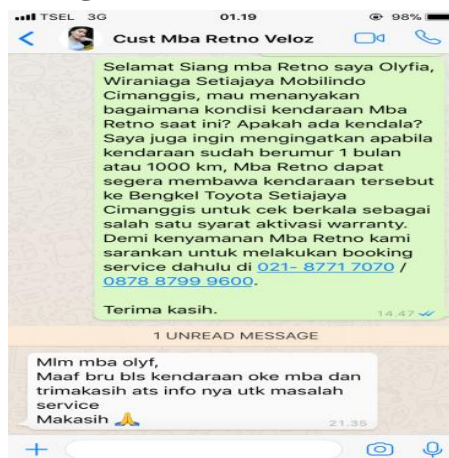 TSEL 3G 01.19 98%
Cust Mba Retno Veloz
Selamat Siang mba Retno saya Olyfia,
Wiraniaga Setiajaya Mobilindo
Cimanggis, mau menanyakan
bagaimana kondisi kendaraan Mba
Retno saat ini? Apakah ada kendala?
Saya juga ingin mengingatkan apabila
kendaraan sudah berumur 1 bulan
atau 1000 km, Mba Retno dapat
segera membawa kendaraan tersebut
ke Bengkel Toyota Setiajaya
Cimanggis untuk cek berkala sebagai
salah satu syarat aktivasi warranty.
Demi kenyamanan Mba Retno kami
sarankan untuk melakukan booking
service dahulu di 021- 8771 7070 /
0878 8799 9600.
Terima kasih.
14.47
1 UNREAD MESSAGE
Mlm mba olyf,
Maaf bru bls kendaraan oke mba dan
trimakasih ats info nya utk masalah
service
Makasih 🙏
21.35